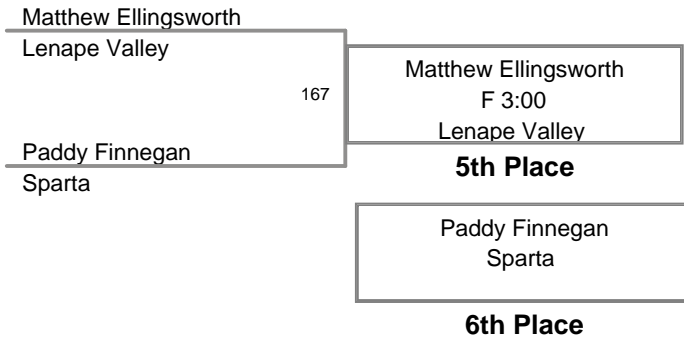 Matthew Ellingsworth
Lenape Valley
167
Paddy Finnegan
Sparta
Matthew Ellingsworth
F 3:00
Lenape Valley
5th Place
Paddy Finnegan
Sparta
6th Place